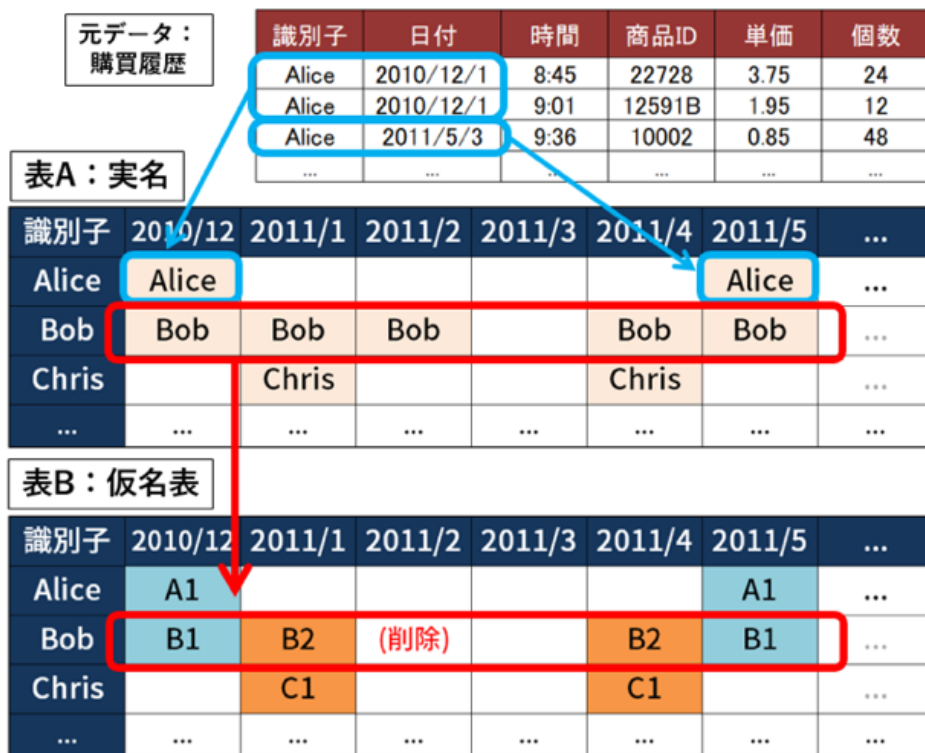 元データ：
購買履歴
識別子 日付 時間 商品ID 単価 個数
Alice 2010/12/1 8:45 22728 3.75 24
Alice 2010/12/1 9:01 12591B 1.95 12
Alice 2011/5/3 9:36 10002 0.85 48
... ... ... ... ... ...
表A：実名
識別子 2010/12 2011/1 2011/2 2011/3 2011/4 2011/5 ...
Alice Alice Alice ...
Bob Bob Bob Bob Bob Bob ...
Chris Chris Chris ...
... ... ... ... ... ... ... ...
表B：仮名表
識別子 2010/12 2011/1 2011/2 2011/3 2011/4 2011/5 ...
Alice A1 A1 ...
Bob B1 B2 (削除) B2 B1 ...
Chris C1 C1 ...
... ... ... ... ... ... ... ...